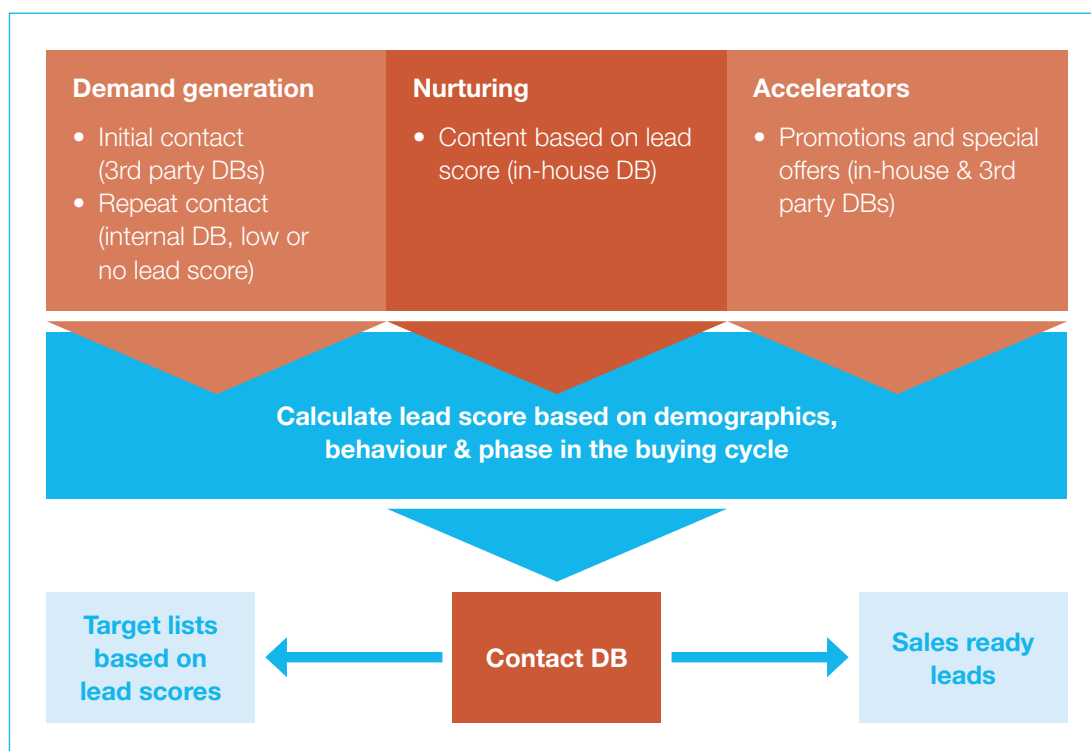 Demand generation
• Initial contact
(3rd party DBs)
• Repeat contact
(internal DB, low or
no lead score)
Nurturing
• Content based on lead
score (in-house DB)
Accelerators
• Promotions and special
offers (in-house & 3rd
party DBs)
Calculate lead score based on demographics,
behaviour & phase in the buying cycle
Target lists
based on
lead scores
Contact DB
Sales ready
leads